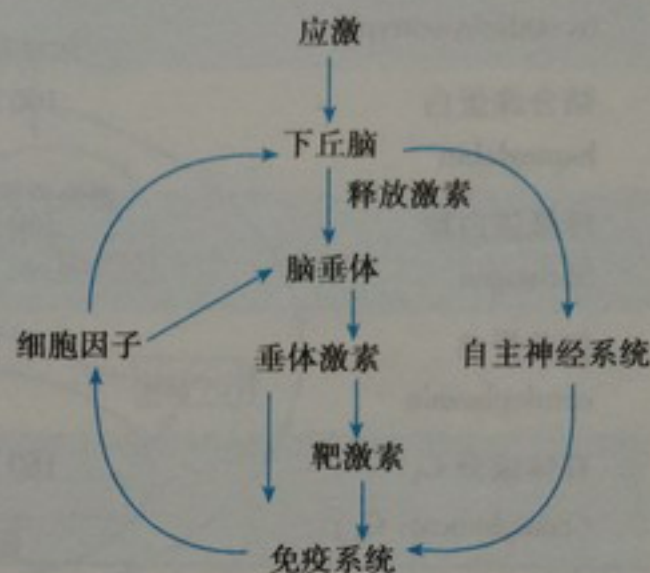 应激
下丘脑
释放激素
脑垂体
细胞因子
垂体激素
自主神经系统
靶激素
免疫系统